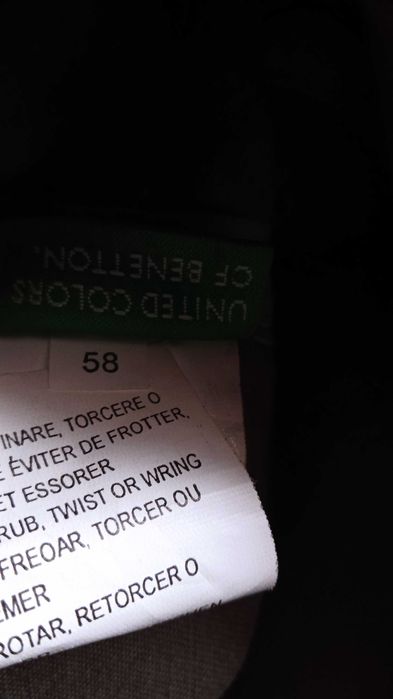 UNITED COLORS
OF BENETTON.
58
INARE, TORCERE O
ÉVITER DE FROTTER,
ET ESSORER
RUB, TWIST OR WRING
FREOAR, TORCER OU
EMER
ROTAR, RETORCER O